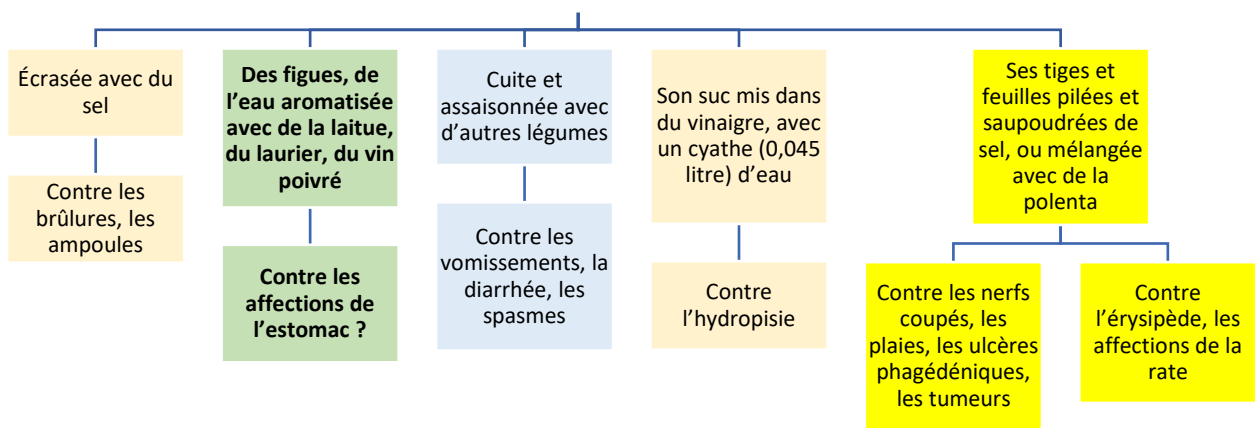 Écrasée avec du
sel
Contre les
brûlures, les
ampoules
Des figues, de
l’eau aromatisée
avec de la laitue,
du laurier, du vin
poivré
Contre les
affections de
l’estomac ?
Cuite et
assaisonnée avec
d’autres légumes
Contre les
vomissements, la
diarrhée, les
spasmes
Son suc mis dans
du vinaigre, avec
un cyathe (0,045
litre) d’eau
Contre
l’hydropisie
Ses tiges et
feuilles pilées et
saupoudrées de
sel, ou mélangée
avec de la
polenta
Contre les nerfs
coupés, les
plaies, les ulcères
phagédéniques,
les tumeurs
Contre
l’érysipède, les
affections de la
rate